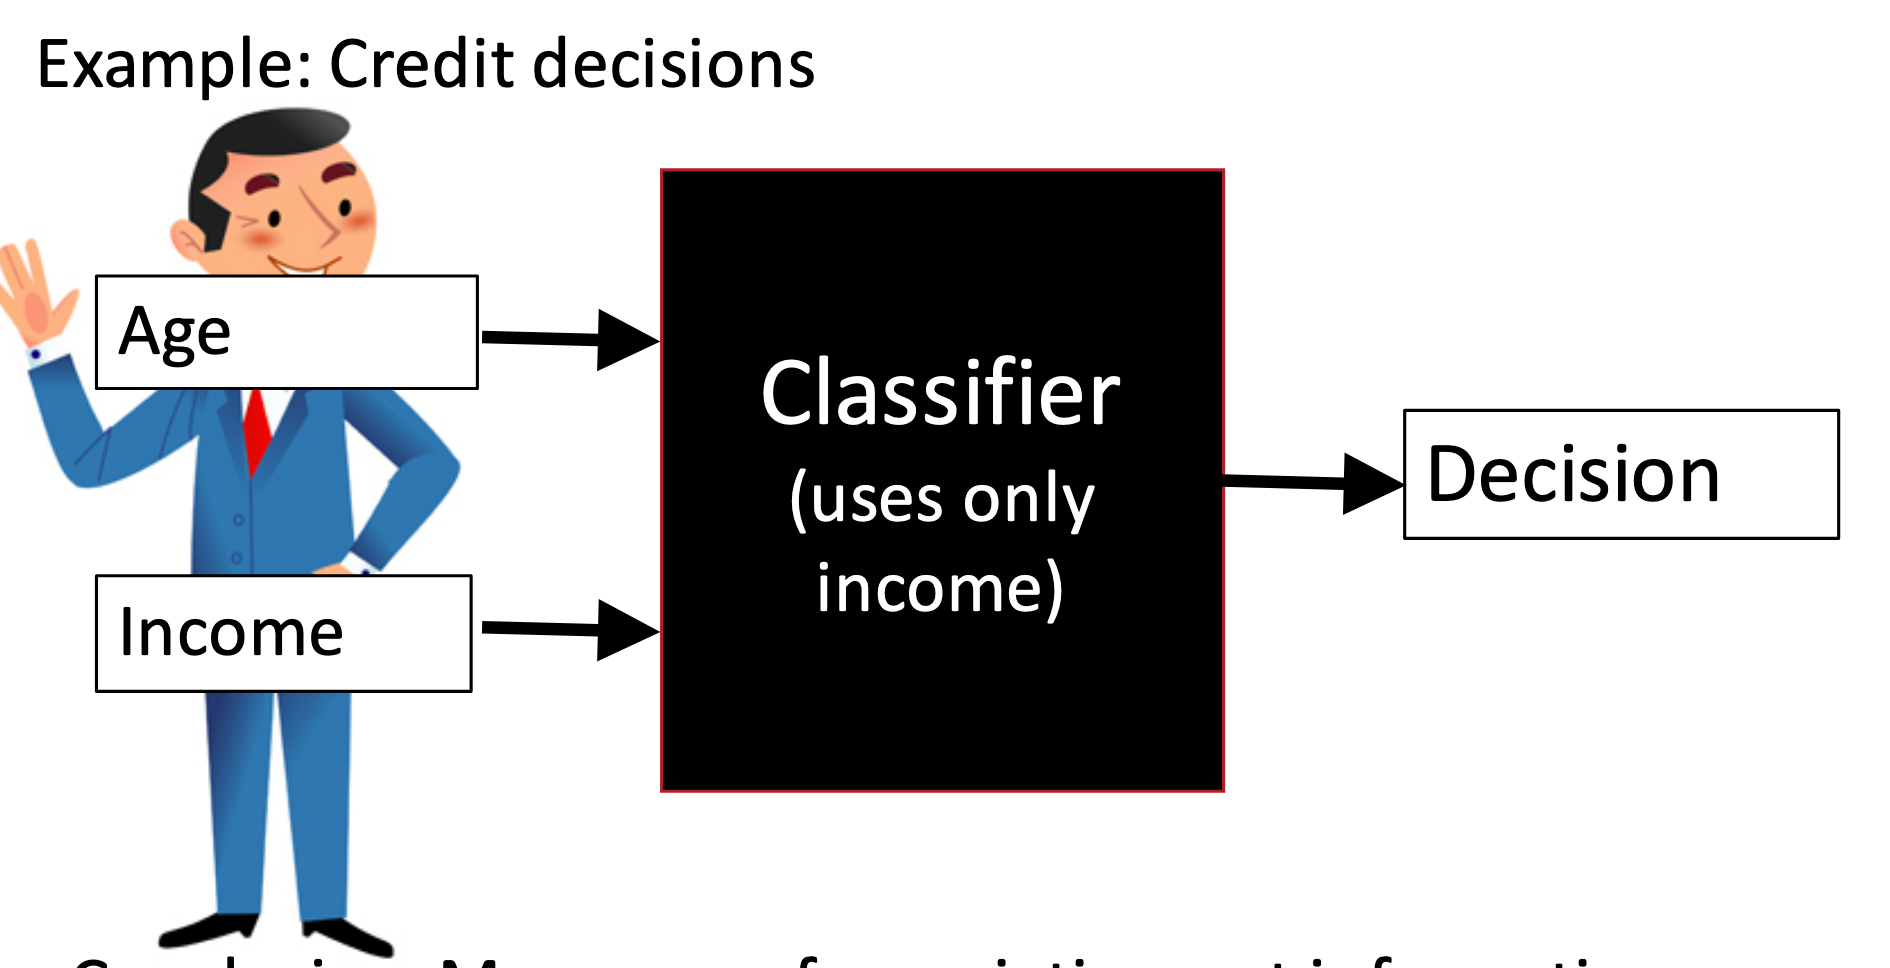 Example: Credit decisions
Age
Classifier
(uses only
income)
Decision
Income